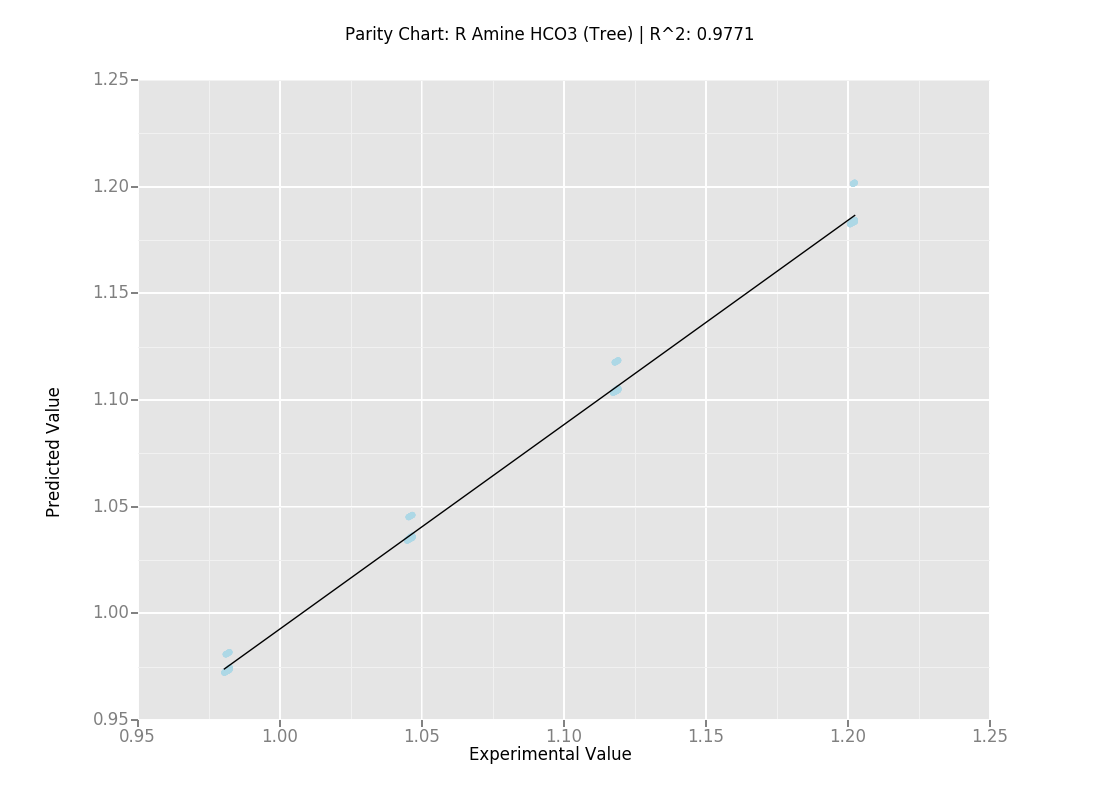 Parity Chart: R Amine HCO3 (Tree) | R^2: 0.9771
1.25
1.20
1.15
1.10
1.05
1.00
0.95
Predicted Value
0.95 1.00 1.05 1.10 1.15 1.20 1.25
Experimental Value